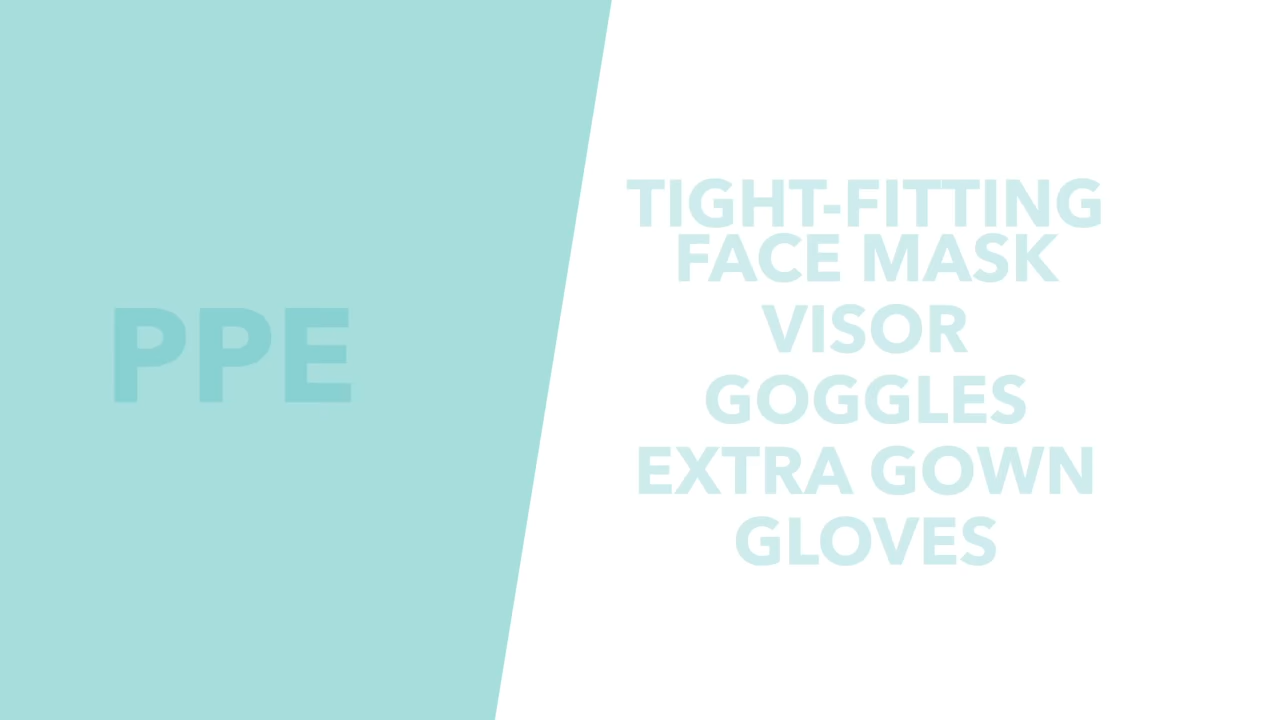 PPE
TIGHT-FITTING
FACE MASK
VISOR
GOGGLES
EXTRA GOWN
GLOVES